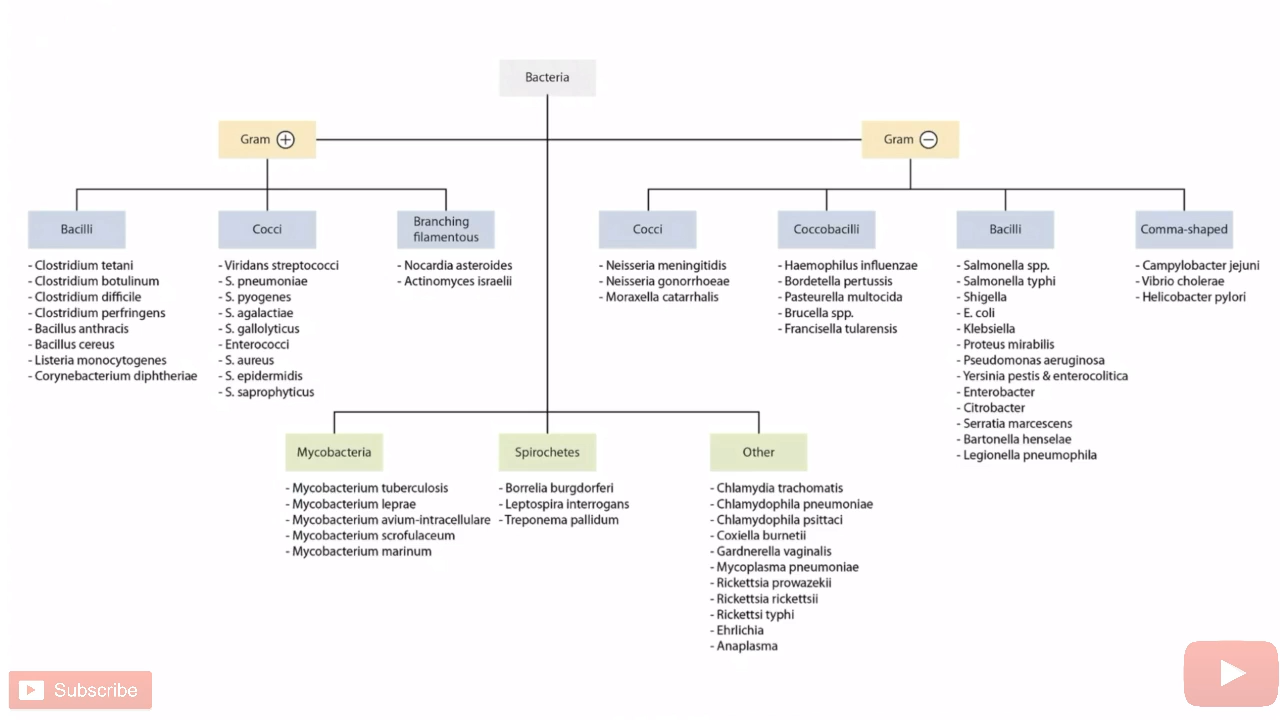 Bacteria
Gram +
Gram −
Bacilli
- Clostridium tetani
- Clostridium botulinum
- Clostridium difficile
- Clostridium perfringens
- Bacillus anthracis
- Bacillus cereus
- Listeria monocytogenes
- Corynebacterium diphtheriae
Cocci
- Viridans streptococci
- S. pneumoniae
- S. pyogenes
- S. agalactiae
- S. gallolyticus
- Enterococci
- S. aureus
- S. epidermidis
- S. saprophyticus
Branching
filamentous
- Nocardia asteroides
- Actinomyces israelii
Cocci
- Neisseria meningitidis
- Neisseria gonorrhoeae
- Moraxella catarrhalis
Coccobacilli
- Haemophilus influenzae
- Bordetella pertussis
- Pasteurella multocida
- Brucella spp.
- Francisella tularensis
Bacilli
- Salmonella spp.
- Salmonella typhi
- Shigella
- E. coli
- Klebsiella
- Proteus mirabilis
- Pseudomonas aeruginosa
- Yersinia pestis & enterocolitica
- Enterobacter
- Citrobacter
- Serratia marcescens
- Bartonella henselae
- Legionella pneumophila
Comma-shaped
- Campylobacter jejuni
- Vibrio cholerae
- Helicobacter pylori
Mycobacteria
- Mycobacterium tuberculosis
- Mycobacterium leprae
- Mycobacterium avium-intracellulare
- Mycobacterium scrofulaceum
- Mycobacterium marinum
Spirochetes
- Borrelia burgdorferi
- Leptospira interrogans
- Treponema pallidum
Other
- Chlamydia trachomatis
- Chlamydophila pneumoniae
- Chlamydophila psittaci
- Coxiella burnetii
- Gardnerella vaginalis
- Mycoplasma pneumoniae
- Rickettsia prowazekii
- Rickettsia rickettsii
- Rickettsi typhi
- Ehrlichia
- Anaplasma
Subscribe